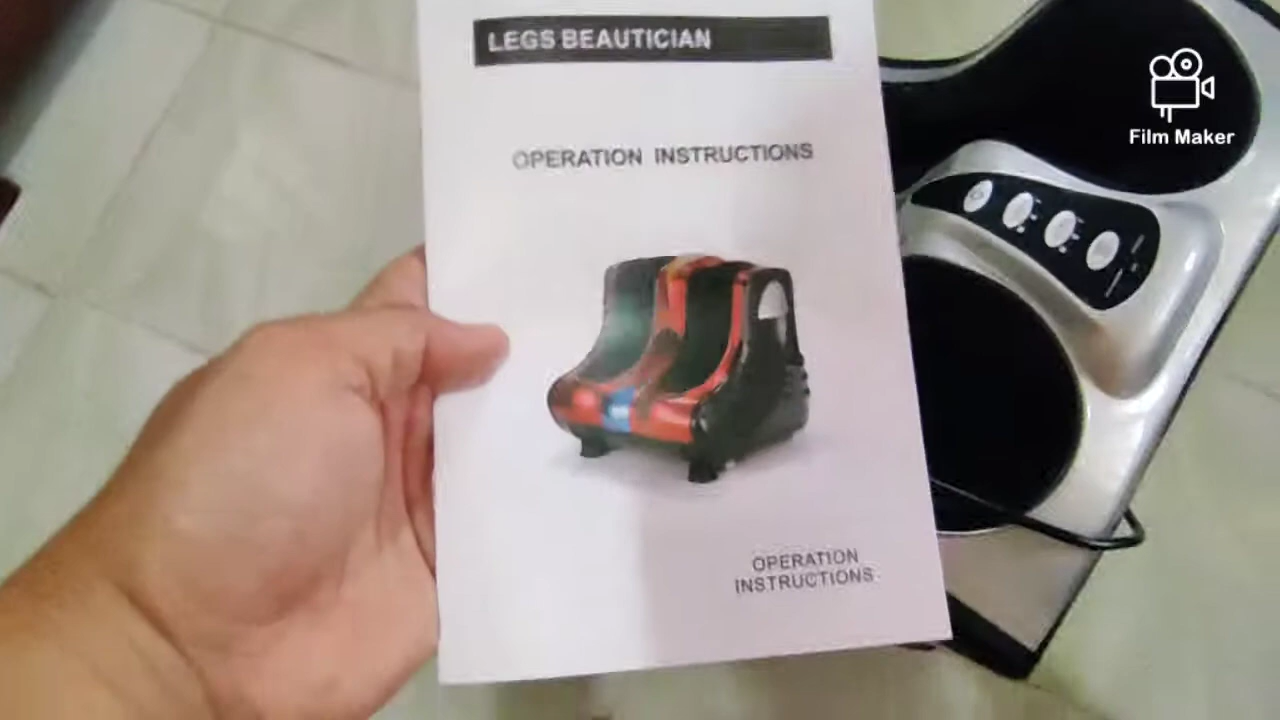 LEGS BEAUTICIAN
OPERATION INSTRUCTIONS
OPERATION
INSTRUCTIONS
Film Maker